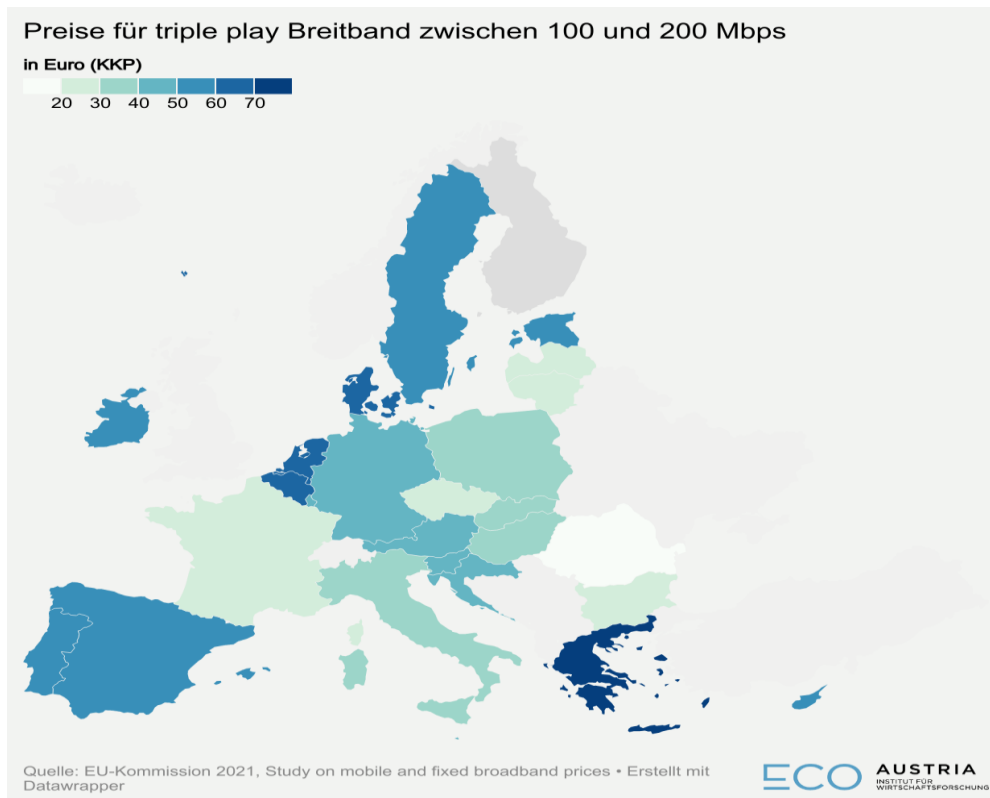 Preise für triple play Breitband zwischen 100 und 200 Mbps
in Euro (KKP)
20 30 40 50 60 70
Quelle: EU-Kommission 2021, Study on mobile and fixed broadband prices • Erstellt mit
Datawrapper
ECO AUSTRIA
INSTITUT FÜR
WIRTSCHAFTSFORSCHUNG